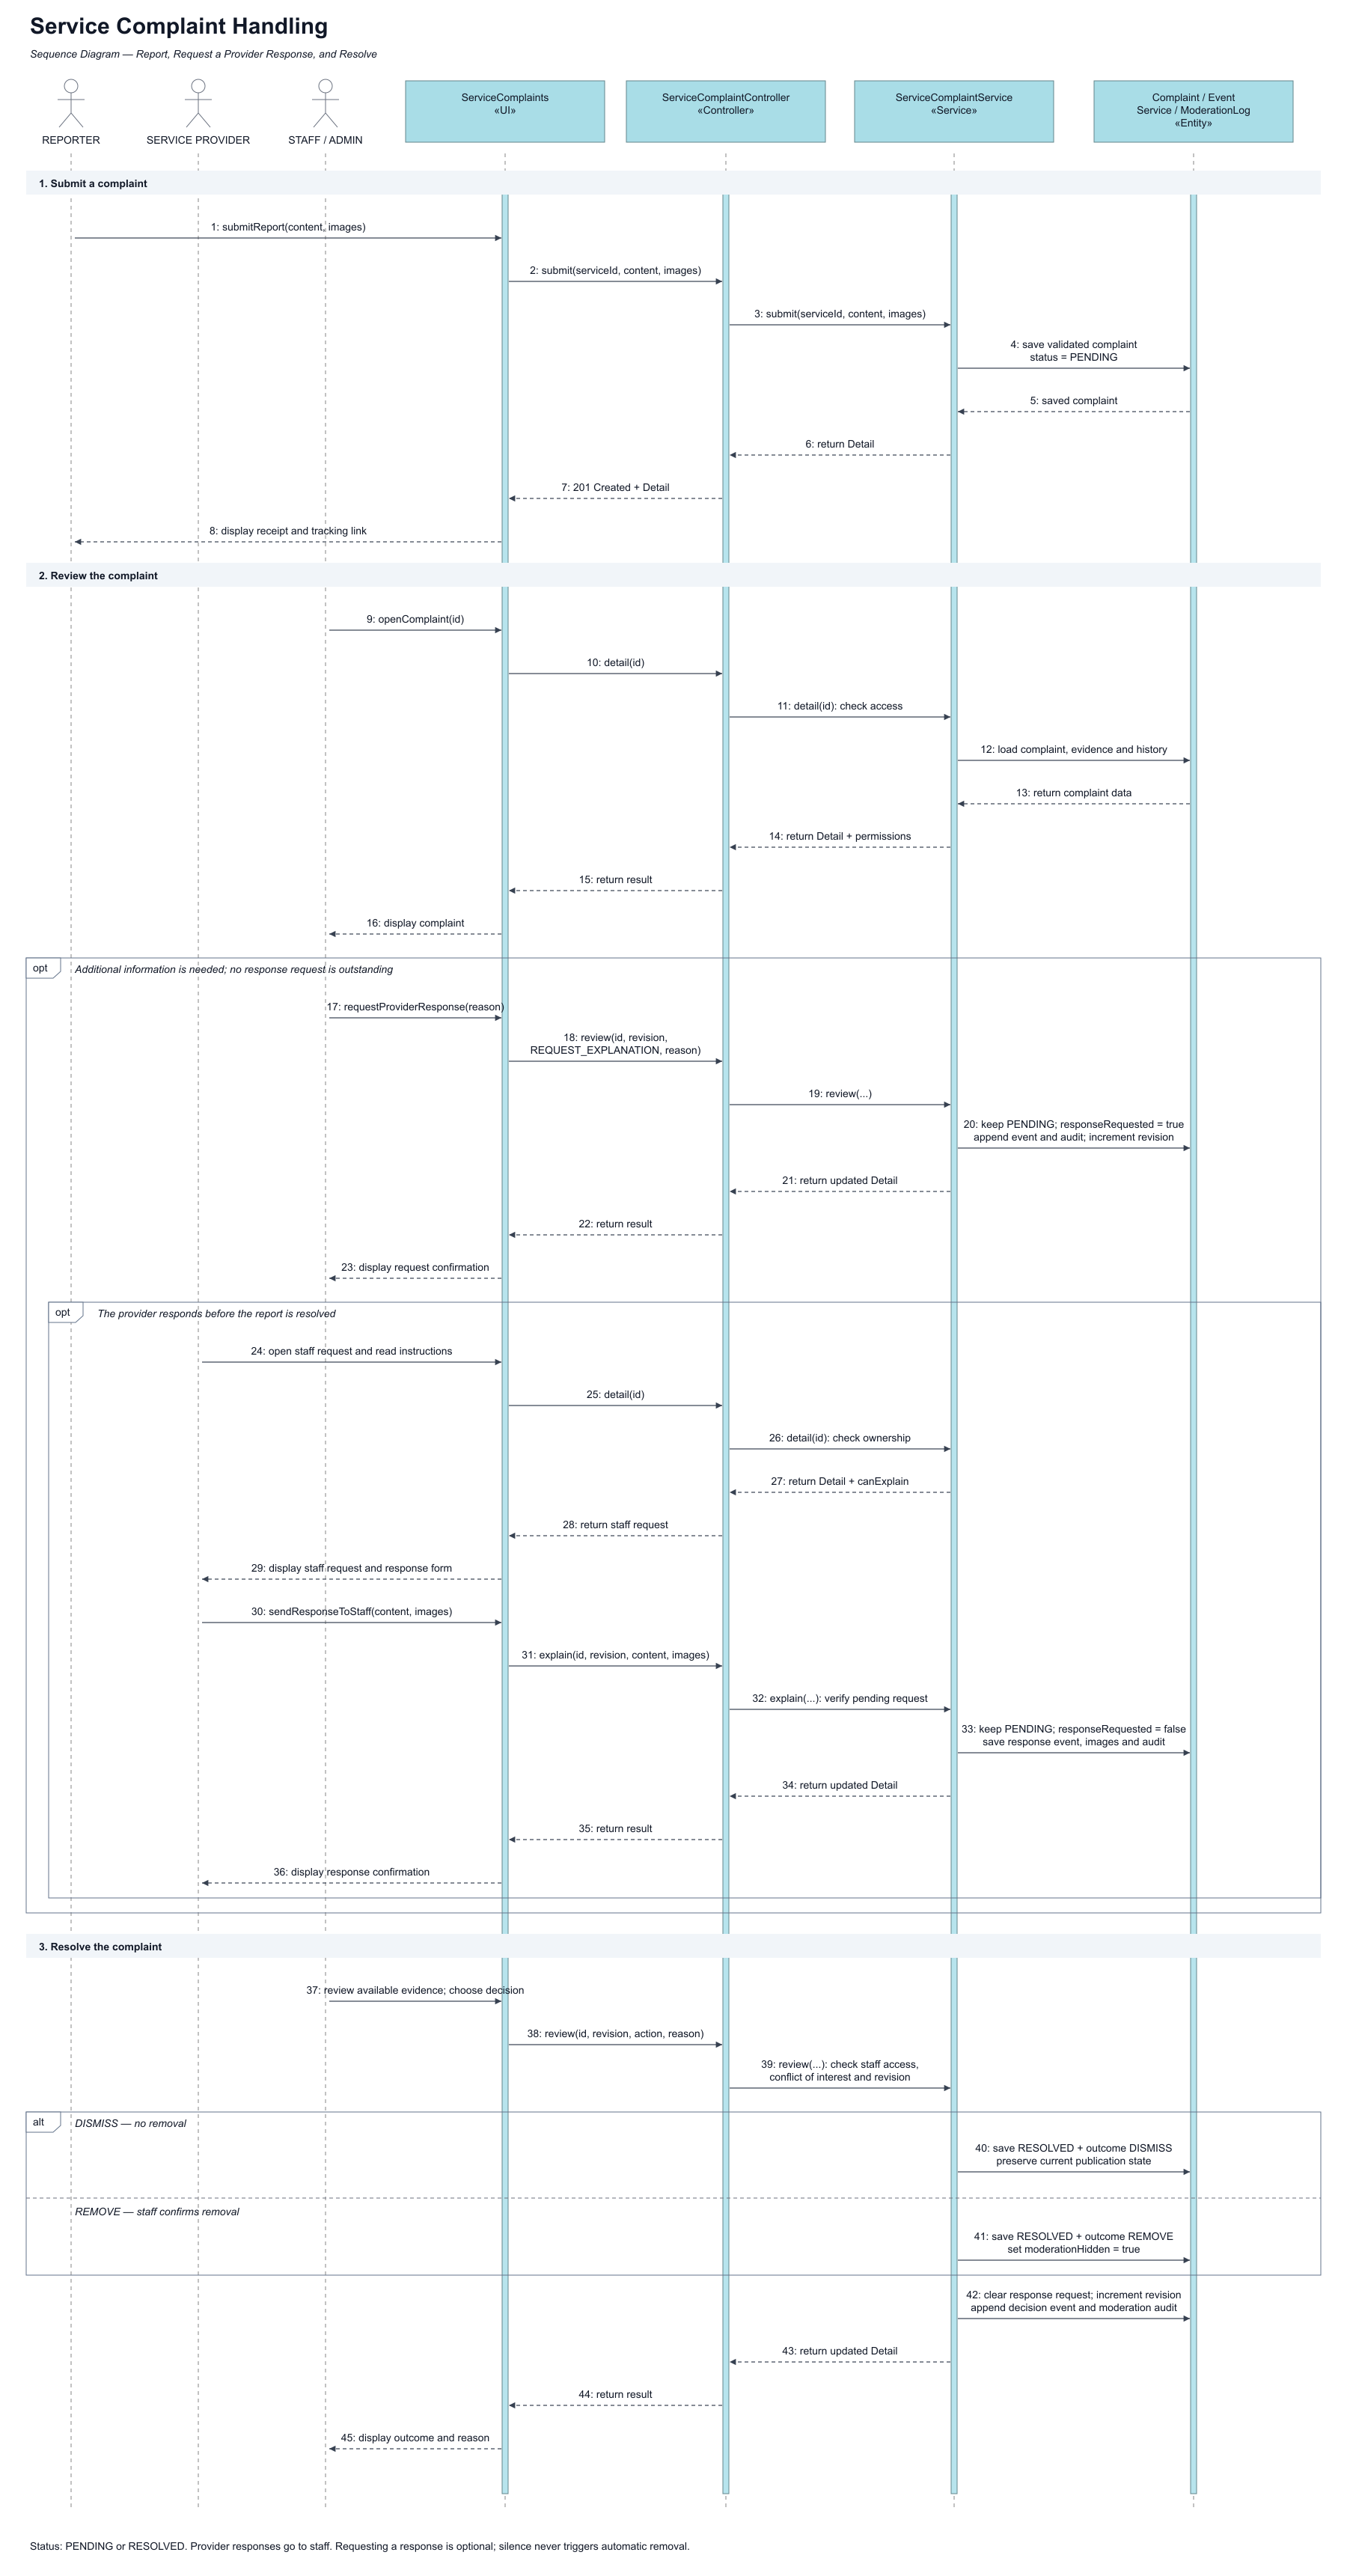 Service Complaint Handling
Sequence Diagram — Report, Request a Provider Response, and Resolve
REPORTER
SERVICE PROVIDER
STAFF / ADMIN
ServiceComplaints
«UI»
ServiceComplaintController
«Controller»
ServiceComplaintService
«Service»
Complaint / Event
Service / ModerationLog
«Entity»
1. Submit a complaint
1: submitReport(content, images)
2: submit(serviceId, content, images)
3: submit(serviceId, content, images)
4: save validated complaint
status = PENDING
5: saved complaint
6: return Detail
7: 201 Created + Detail
8: display receipt and tracking link
2. Review the complaint
9: openComplaint(id)
10: detail(id)
11: detail(id): check access
12: load complaint, evidence and history
13: return complaint data
14: return Detail + permissions
15: return result
16: display complaint
opt
Additional information is needed; no response request is outstanding
17: requestProviderResponse(reason)
18: review(id, revision,
REQUEST_EXPLANATION, reason)
19: review(...)
20: keep PENDING; responseRequested = true
append event and audit; increment revision
21: return updated Detail
22: return result
23: display request confirmation
opt
The provider responds before the report is resolved
24: open staff request and read instructions
25: detail(id)
26: detail(id): check ownership
27: return Detail + canExplain
28: return staff request
29: display staff request and response form
30: sendResponseToStaff(content, images)
31: explain(id, revision, content, images)
32: explain(...): verify pending request
33: keep PENDING; responseRequested = false
save response event, images and audit
34: return updated Detail
35: return result
36: display response confirmation
3. Resolve the complaint
37: review available evidence; choose decision
38: review(id, revision, action, reason)
39: review(...): check staff access,
conflict of interest and revision
alt
DISMISS — no removal
40: save RESOLVED + outcome DISMISS
preserve current publication state
REMOVE — staff confirms removal
41: save RESOLVED + outcome REMOVE
set moderationHidden = true
42: clear response request; increment revision
append decision event and moderation audit
43: return updated Detail
44: return result
45: display outcome and reason
Status: PENDING or RESOLVED. Provider responses go to staff. Requesting a response is optional; silence never triggers automatic removal.